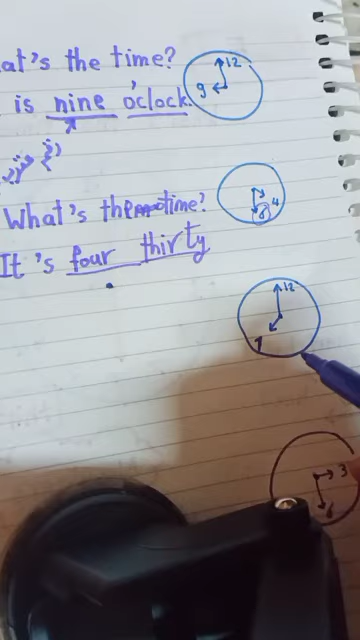 at's the time?
12
9
is nine o'clock.
What's the time?
4
6
It's four thirty
12
7
3
6